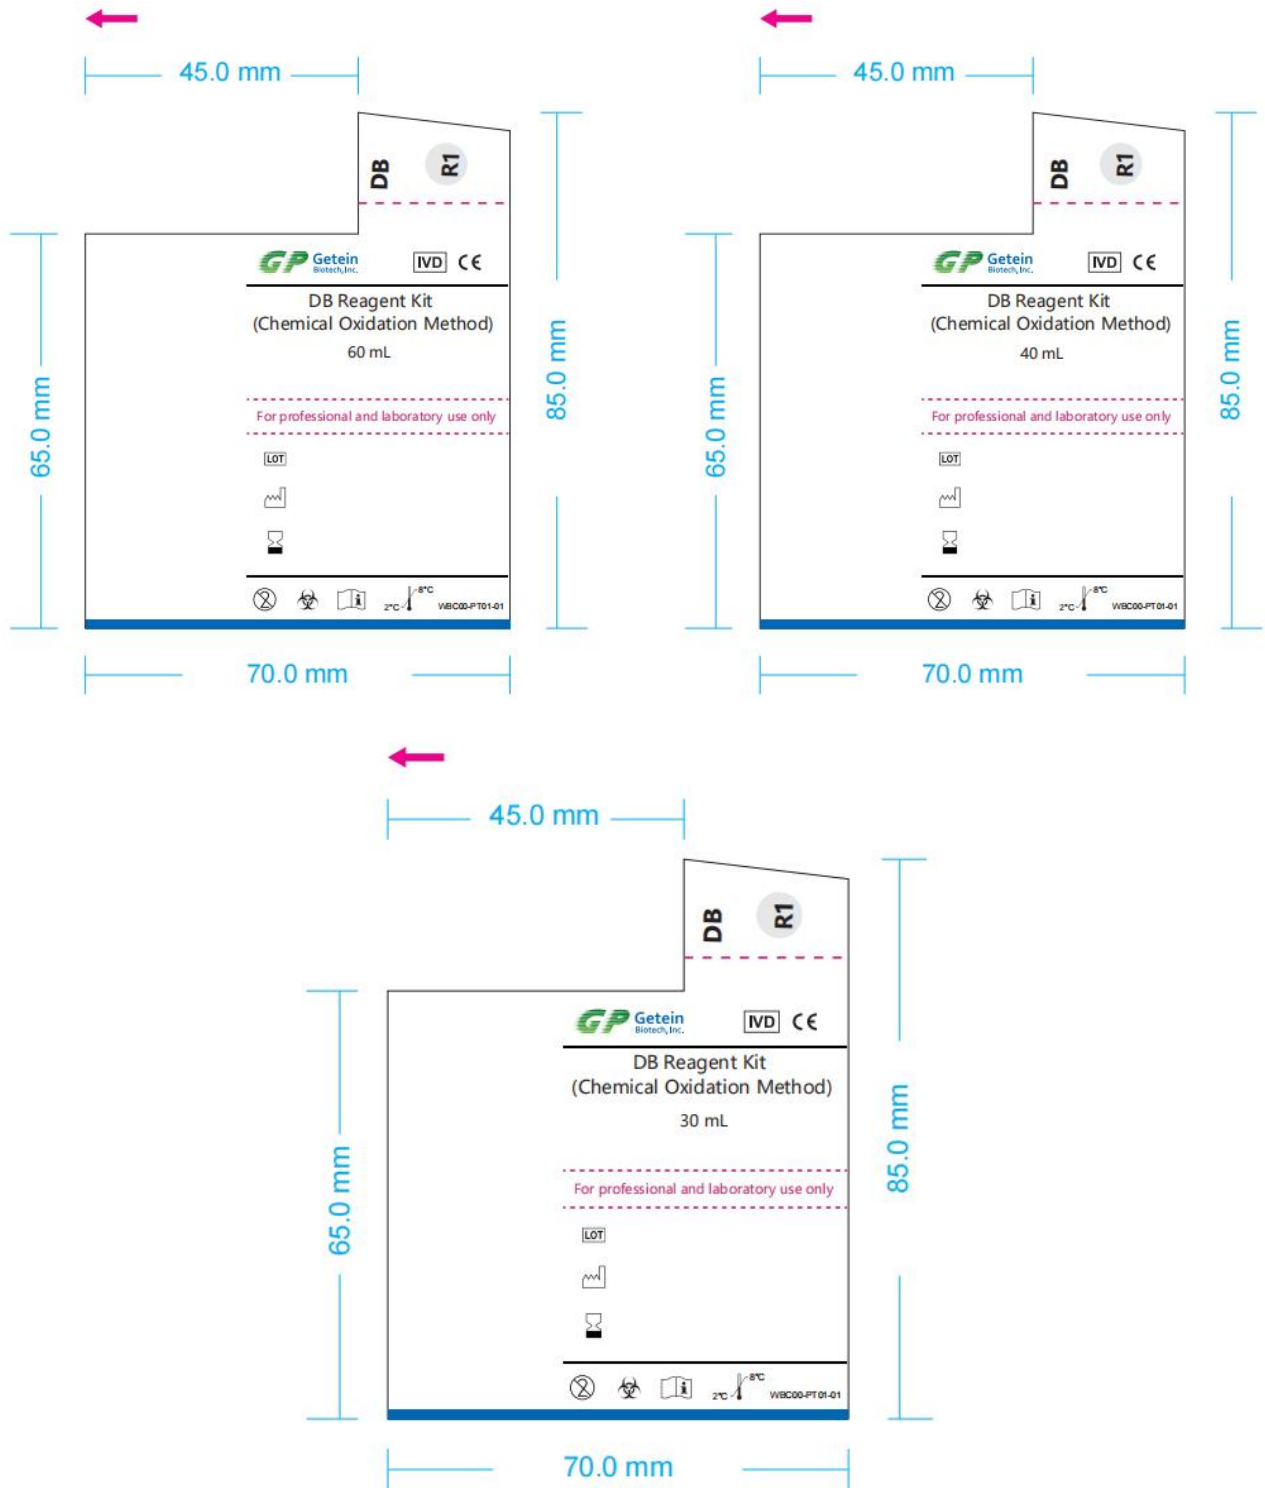 45.0 mm
DB R1
GP Getein
Biotech, Inc.
IVD CE
DB Reagent Kit
(Chemical Oxidation Method)
60 mL
For professional and laboratory use only
LOT
2
2°C 8°C WBC00-PT01-01
65.0 mm
85.0 mm
70.0 mm
45.0 mm
DB R1
GP Getein
Biotech, Inc.
IVD CE
DB Reagent Kit
(Chemical Oxidation Method)
40 mL
For professional and laboratory use only
LOT
2
2°C 8°C WBC00-PT01-01
65.0 mm
85.0 mm
70.0 mm
45.0 mm
DB R1
GP Getein
Biotech, Inc.
IVD CE
DB Reagent Kit
(Chemical Oxidation Method)
30 mL
For professional and laboratory use only
LOT
2
2°C 8°C WBC00-PT01-01
65.0 mm
85.0 mm
70.0 mm